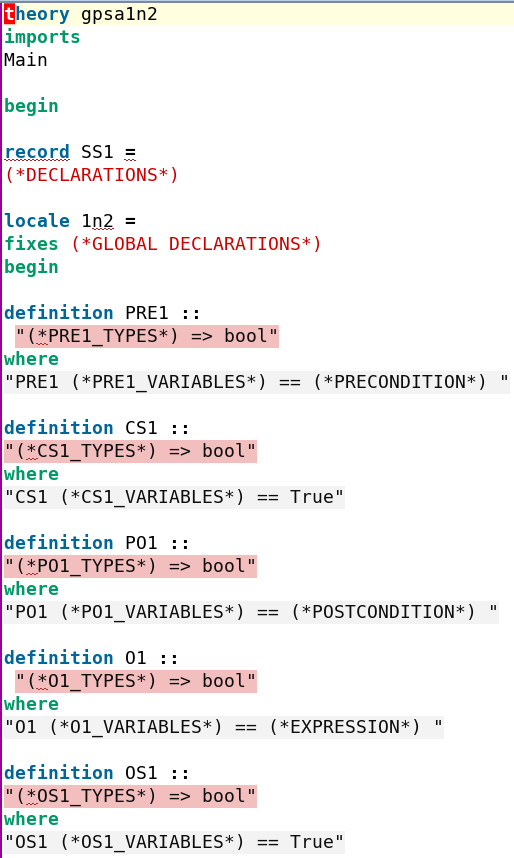 theory gpsa1n2
imports
Main
begin
record SS1 =
(*DECLARATIONS*)
locale 1n2 =
fixes (*GLOBAL DECLARATIONS*)
begin
definition PRE1 ::
"(*PRE1_TYPES*) => bool"
where
"PRE1 (*PRE1_VARIABLES*) == (*PRECONDITION*) "
definition CS1 ::
"(*CS1_TYPES*) => bool"
where
"CS1 (*CS1_VARIABLES*) == True"
definition PO1 ::
"(*PO1_TYPES*) => bool"
where
"PO1 (*PO1_VARIABLES*) == (*POSTCONDITION*) "
definition O1 ::
"(*O1_TYPES*) => bool"
where
"O1 (*O1_VARIABLES*) == (*EXPRESSION*) "
definition OS1 ::
"(*OS1_TYPES*) => bool"
where
"OS1 (*OS1_VARIABLES*) == True"